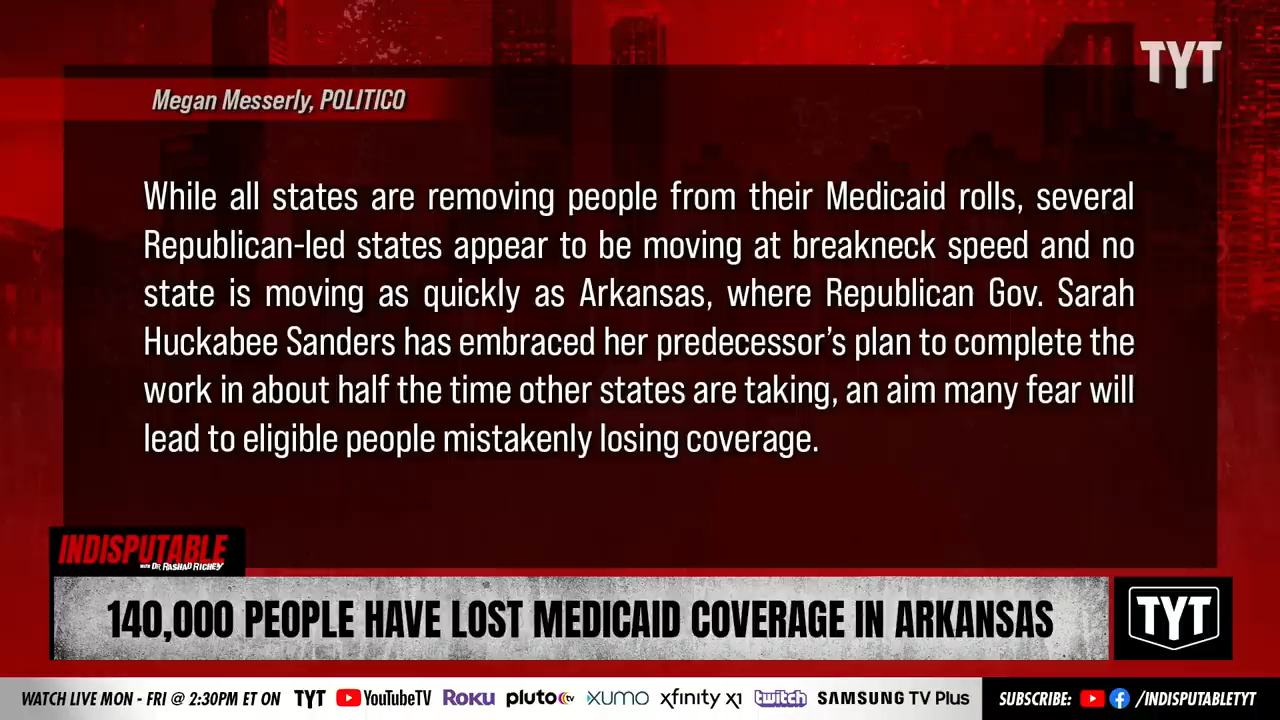 TYT
Megan Messerly, POLITICO
While all states are removing people from their Medicaid rolls, several
Republican-led states appear to be moving at breakneck speed and no
state is moving as quickly as Arkansas, where Republican Gov. Sarah
Huckabee Sanders has embraced her predecessor’s plan to complete the
work in about half the time other states are taking, an aim many fear will
lead to eligible people mistakenly losing coverage.
INDISPUTABLE
WITH DR. RASHAD RICHEY
140,000 PEOPLE HAVE LOST MEDICAID COVERAGE IN ARKANSAS
TYT
WATCH LIVE MON - FRI @ 2:30PM ET ON TYT YouTubeTV Roku pluto tv xumo xfinity x1 twitch SAMSUNG TV Plus SUBSCRIBE: /INDISPUTABLETYT